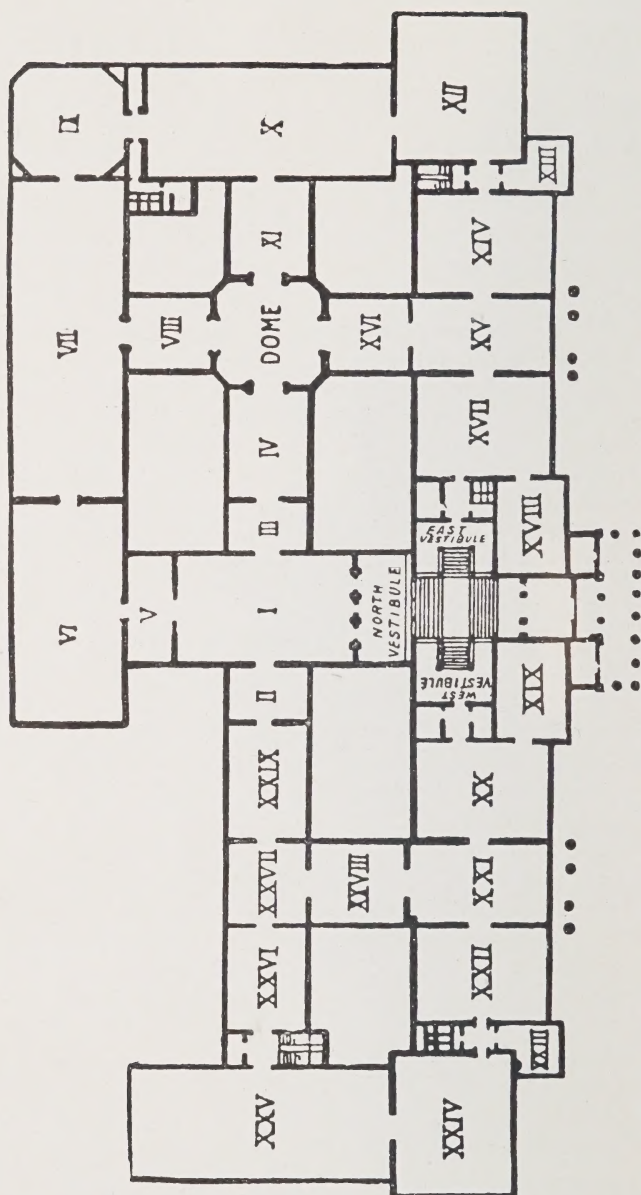 IX
X
XII
XIII
VII
VIII
XI
DOME
XVI
XIV
XV
XVII
IV
III
EAST
VESTIBULE
XVIII
VI
V
I
NORTH
VESTIBULE
WEST
VESTIBULE
XIX
II
XXIX
XX
XXVII
XXVIII
XXI
XXVI
XXII
XXIII
XXV
XXIV